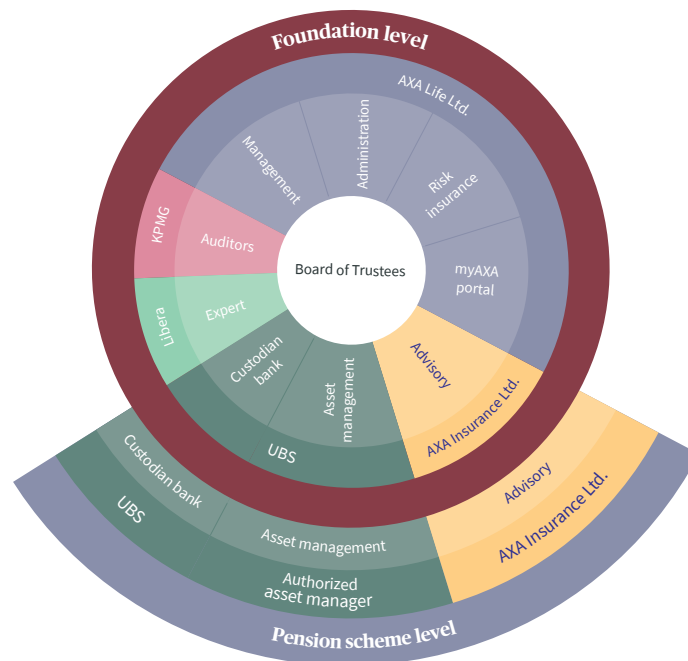 Foundation level
AXA Life Ltd.
Management
Administration
Risk
insurance
myAXA
portal
KPMG
Auditors
Board of Trustees
Libera
Expert
Custodian
bank
Asset
management
Advisory
UBS
AXA Insurance Ltd.
Custodian bank
UBS
Asset management
Authorized
asset manager
Advisory
AXA Insurance Ltd.
Pension scheme level